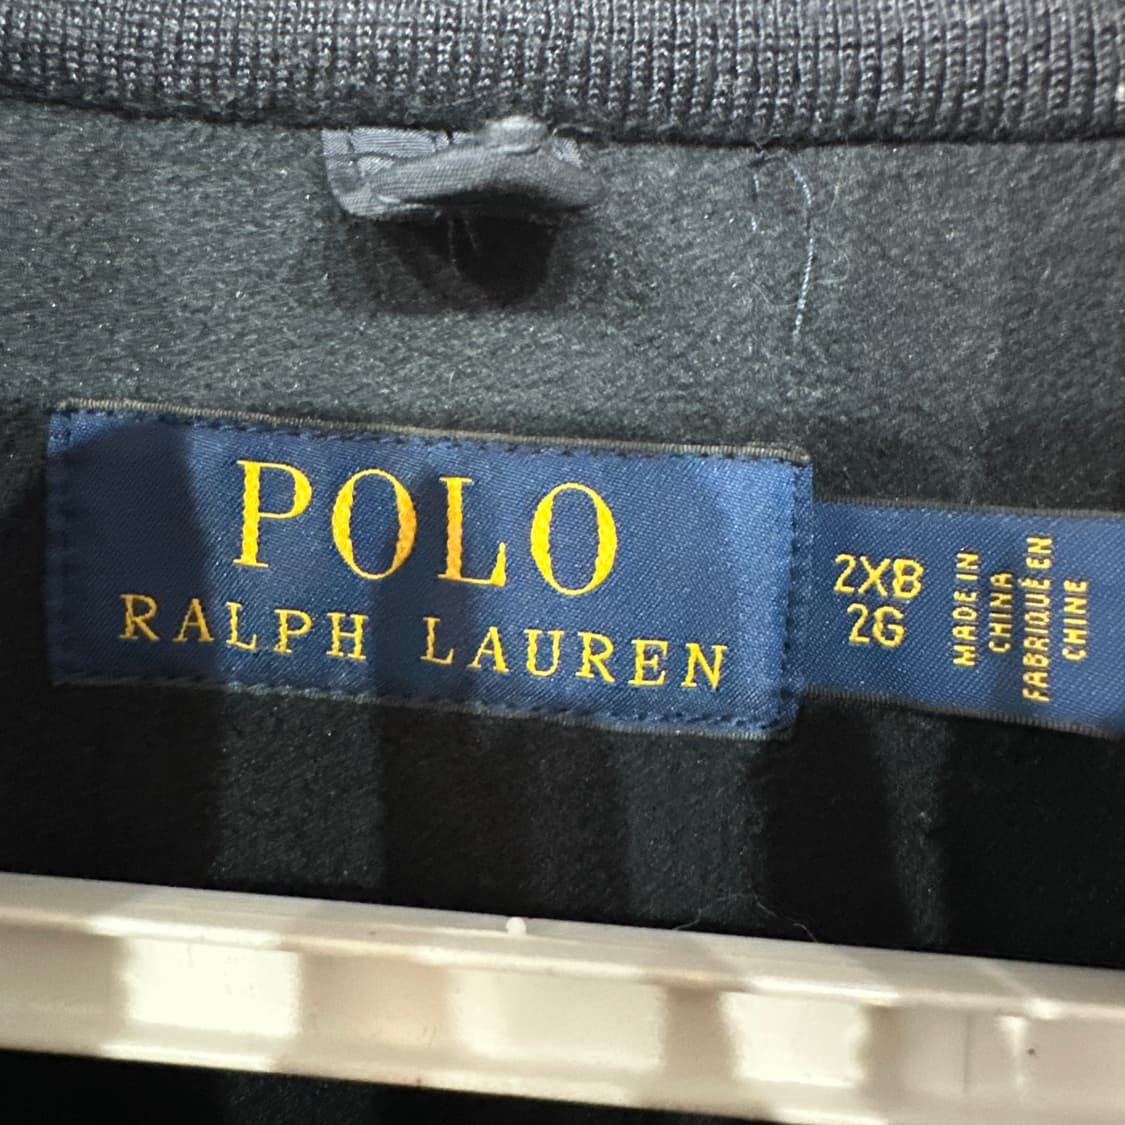 POLO
RALPH LAUREN
2XB
2G
MADE IN
CHINA
FABRIQUÉ EN
CHINE